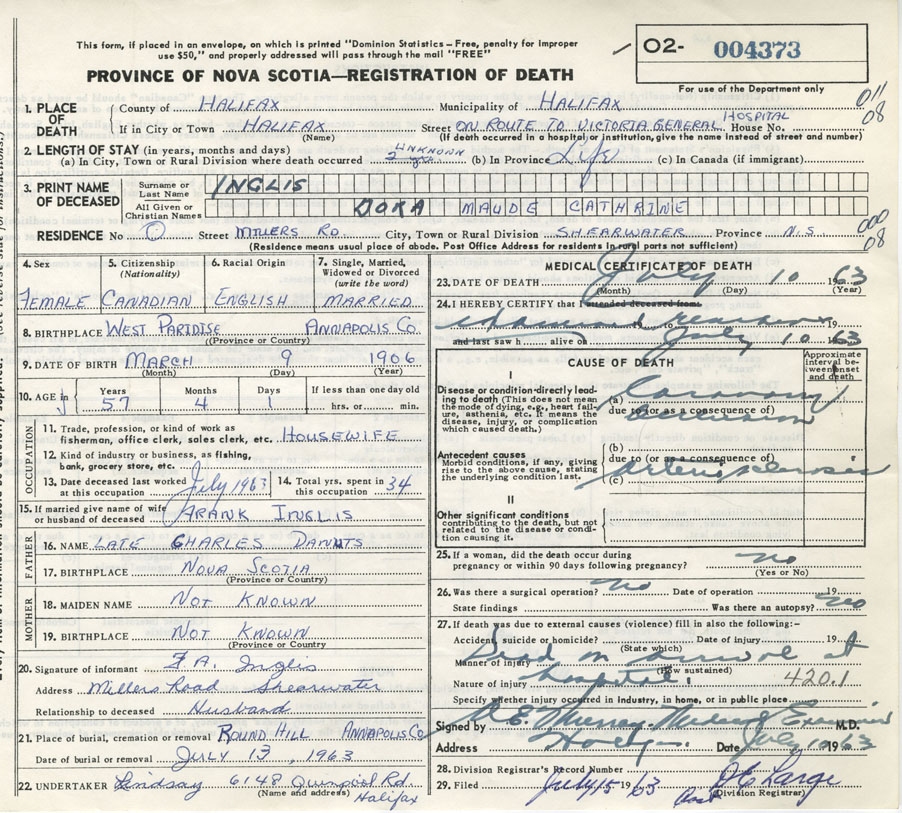 This form, if placed in an envelope, on which is printed "Dominion Statistics – Free, penalty for improper
use $50," and properly addressed will pass through the mail "FREE"
O2- 004373
PROVINCE OF NOVA SCOTIA—REGISTRATION OF DEATH
For use of the Department only
1. PLACE OF DEATH
County of HALIFAX Municipality of HALIFAX 011 08
If in City or Town HALIFAX Street ON ROUTE TO VICTORIA GENERAL HOSPITAL House No.
(Name) (If death occurred in a hospital or institution, give the name instead of street and number)
2. LENGTH OF STAY (in years, months and days)
(a) In City, Town or Rural Division where death occurred UNKNOWN (b) In Province Life (c) In Canada (if immigrant)
3. PRINT NAME OF DECEASED
Surname or Last Name INGLIS
All Given or Christian Names DORA MAUDE CATHRINE
RESIDENCE No 0 Street MILLERS RD. City, Town or Rural Division SHEARWATER Province N.S. 000 08
(Residence means usual place of abode. Post Office Address for residents in rural parts not sufficient)
4. Sex 5. Citizenship (Nationality) 6. Racial Origin 7. Single, Married, Widowed or Divorced (write the word)
FEMALE CANADIAN ENGLISH MARRIED
8. BIRTHPLACE WEST PARIDISE ANNAPOLIS CO.
(Province or Country)
9. DATE OF BIRTH MARCH 9 1906
(Month) (Day) (Year)
10. AGE in Years Months Days If less than one day old
57 4 1 hrs. or min.
OCCUPATION
11. Trade, profession, or kind of work as fisherman, office clerk, sales clerk, etc. HOUSEWIFE
12. Kind of industry or business, as fishing, bank, grocery store, etc.
13. Date deceased last worked at this occupation July 1963 14. Total yrs. spent in this occupation 34
15. If married give name of wife or husband of deceased FRANK INGLIS
FATHER
16. NAME LATE CHARLES
17. BIRTHPLACE NOVA SCOTIA
(Province or Country)
MOTHER
18. MAIDEN NAME NOT KNOWN
19. BIRTHPLACE NOT KNOWN
(Province or Country)
20. Signature of informant F.A. Inglis
Address Millers Road Shearwater
Relationship to deceased Husband
21. Place of burial, cremation or removal ROUND HILL ANNAPOLIS CO
Date of burial or removal JULY 13, 1963
22. UNDERTAKER Lindsay 6148 Quinpool Rd.
(Name and address) Halifax
MEDICAL CERTIFICATE OF DEATH
23. DATE OF DEATH July 10 1963
(Month) (Day) (Year)
24. I HEREBY CERTIFY that I attended deceased from
examined remains 19 to 19
and last saw h alive on July 10 1963
CAUSE OF DEATH
Approximate interval between onset and death
I
Disease or condition directly leading to death (This does not mean the mode of dying, e.g., heart failure, asthenia, etc. It means the disease, injury, or complication which caused death.)
(a) Coronary
due to (or as a consequence of)
occlusion
Antecedent causes
Morbid conditions, if any, giving rise to the above cause, stating the underlying condition last.
(b)
due to (or as a consequence of)
Arteriosclerosis
(c)
II
Other significant conditions
contributing to the death, but not related to the disease or condition causing it.
25. If a woman, did the death occur during pregnancy or within 90 days following pregnancy? no
(Yes or No)
26. Was there a surgical operation? no Date of operation 19
State findings Was there an autopsy? no
27. If death was due to external causes (violence) fill in also the following:-
Accident, suicide or homicide? Date of injury 19
(State which)
Dead on arrival at
Manner of injury
(How sustained)
hospital.
Nature of injury 420.1
Specify whether injury occurred in industry, in home, or in public place
Signed by Murray Medical Examiner M.D.
Address Date July 10 1963
28. Division Registrar's Record Number
29. Filed July 15 1963 Large
(Division Registrar)